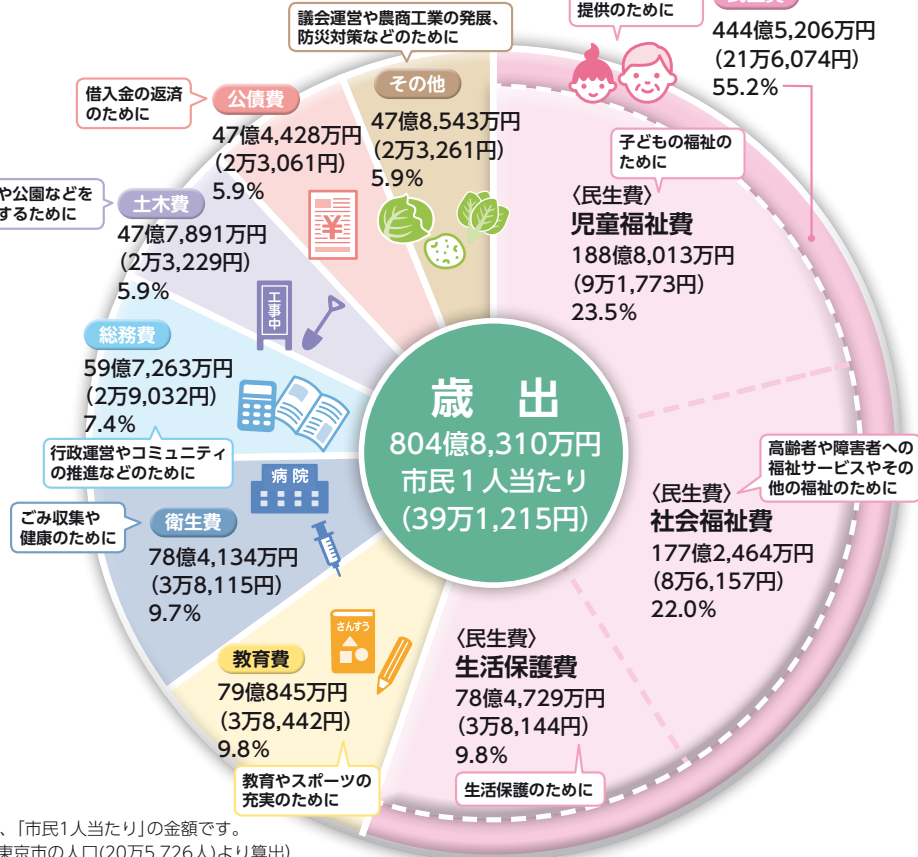 議会運営や農商工業の発展、
防災対策などのために
その他
47億8,543万円
(2万3,261円)
5.9%
借入金の返済
のために
公債費
47億4,428万円
(2万3,061円)
5.9%
¥
や公園などを
するために
土木費
47億7,891万円
(2万3,229円)
5.9%
工事中
総務費
59億7,263万円
(2万9,032円)
7.4%
行政運営やコミュニティ
の推進などのために
病院
ごみ収集や
健康のために
衛生費
78億4,134万円
(3万8,115円)
9.7%
さんすう
教育費
79億845万円
(3万8,442円)
9.8%
教育やスポーツの
充実のために
歳 出
804億8,310万円
市民1人当たり
(39万1,215円)
提供のために
444億5,206万円
(21万6,074円)
55.2%
子どもの福祉の
ために
〈民生費〉
児童福祉費
188億8,013万円
(9万1,773円)
23.5%
高齢者や障害者への
福祉サービスやその
他の福祉のために
〈民生費〉
社会福祉費
177億2,464万円
(8万6,157円)
22.0%
〈民生費〉
生活保護費
78億4,729万円
(3万8,144円)
9.8%
生活保護のために
、「市民1人当たり」の金額です。
東京市の人口(20万5,726人)より算出)